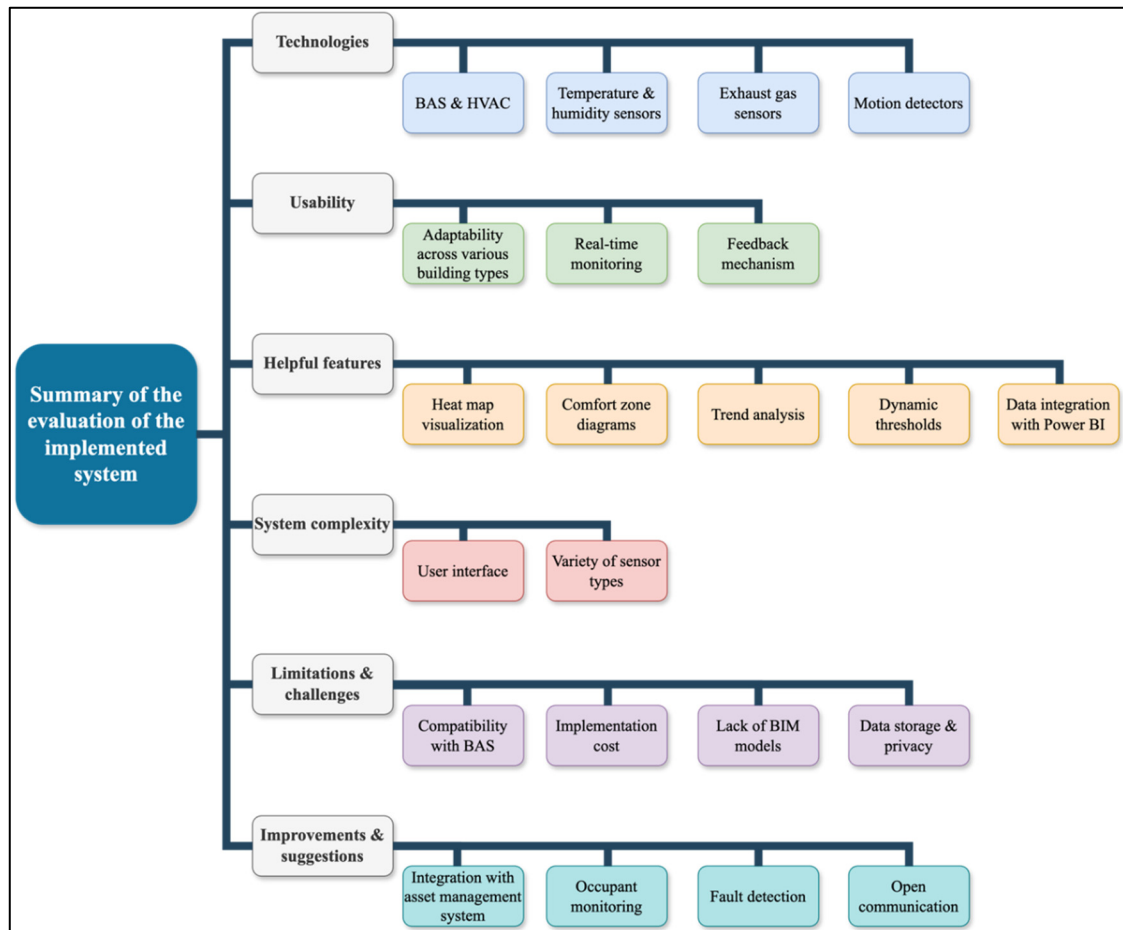 Technologies
BAS & HVAC
Temperature &
humidity sensors
Exhaust gas
sensors
Motion detectors
Usability
Adaptability
across various
building types
Real-time
monitoring
Feedback
mechanism
Summary of the
evaluation of the
implemented
system
Helpful features
Heat map
visualization
Comfort zone
diagrams
Trend analysis
Dynamic
thresholds
Data integration
with Power BI
System complexity
User interface
Variety of sensor
types
Limitations &
challenges
Compatibility
with BAS
Implementation
cost
Lack of BIM
models
Data storage &
privacy
Improvements &
suggestions
Integration with
asset management
system
Occupant
monitoring
Fault detection
Open
communication